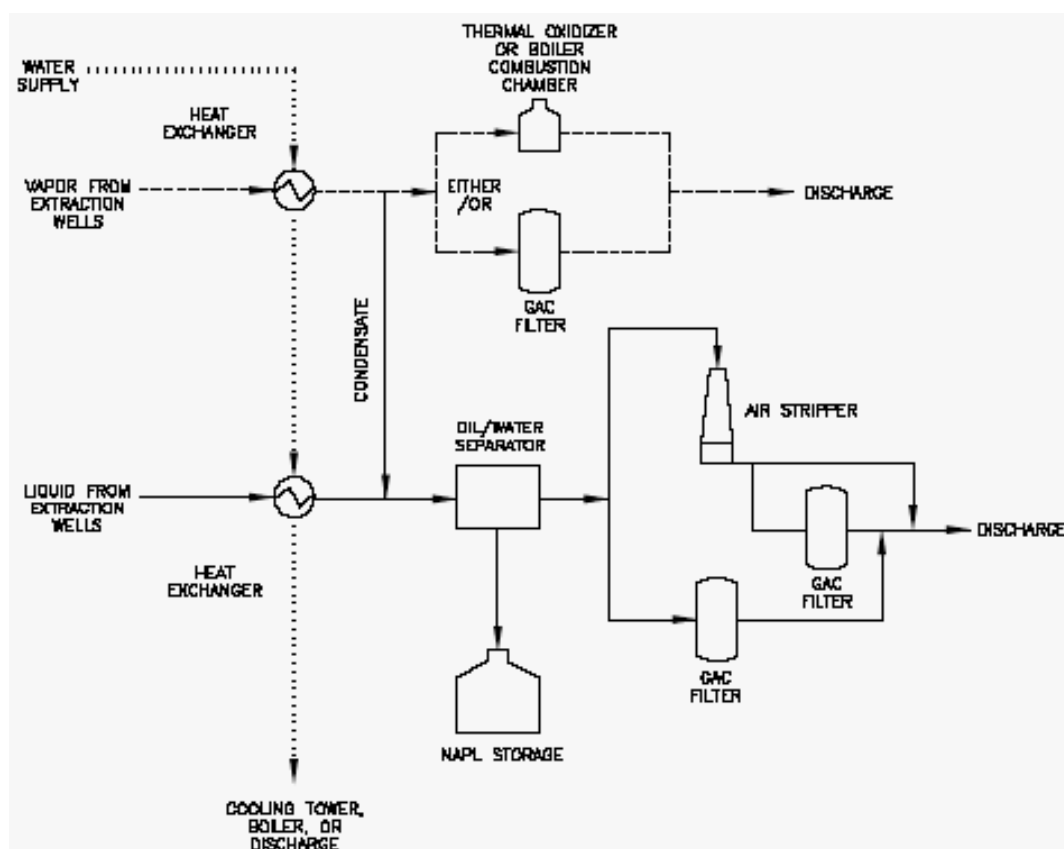 THERMAL OXIDIZER
OR BOILER
COMBUSTION
CHAMBER
WATER
SUPPLY
HEAT
EXCHANGER
VAPOR FROM
EXTRACTION
WELLS
EITHER
/OR
DISCHARGE
GAC
FILTER
CONDENSATE
AIR STRIPPER
OIL/WATER
SEPARATOR
LIQUID FROM
EXTRACTION
WELLS
DISCHARGE
HEAT
EXCHANGER
GAC
FILTER
GAC
FILTER
NAPL STORAGE
COOLING TOWER,
BOILER, OR
DISCHARGE